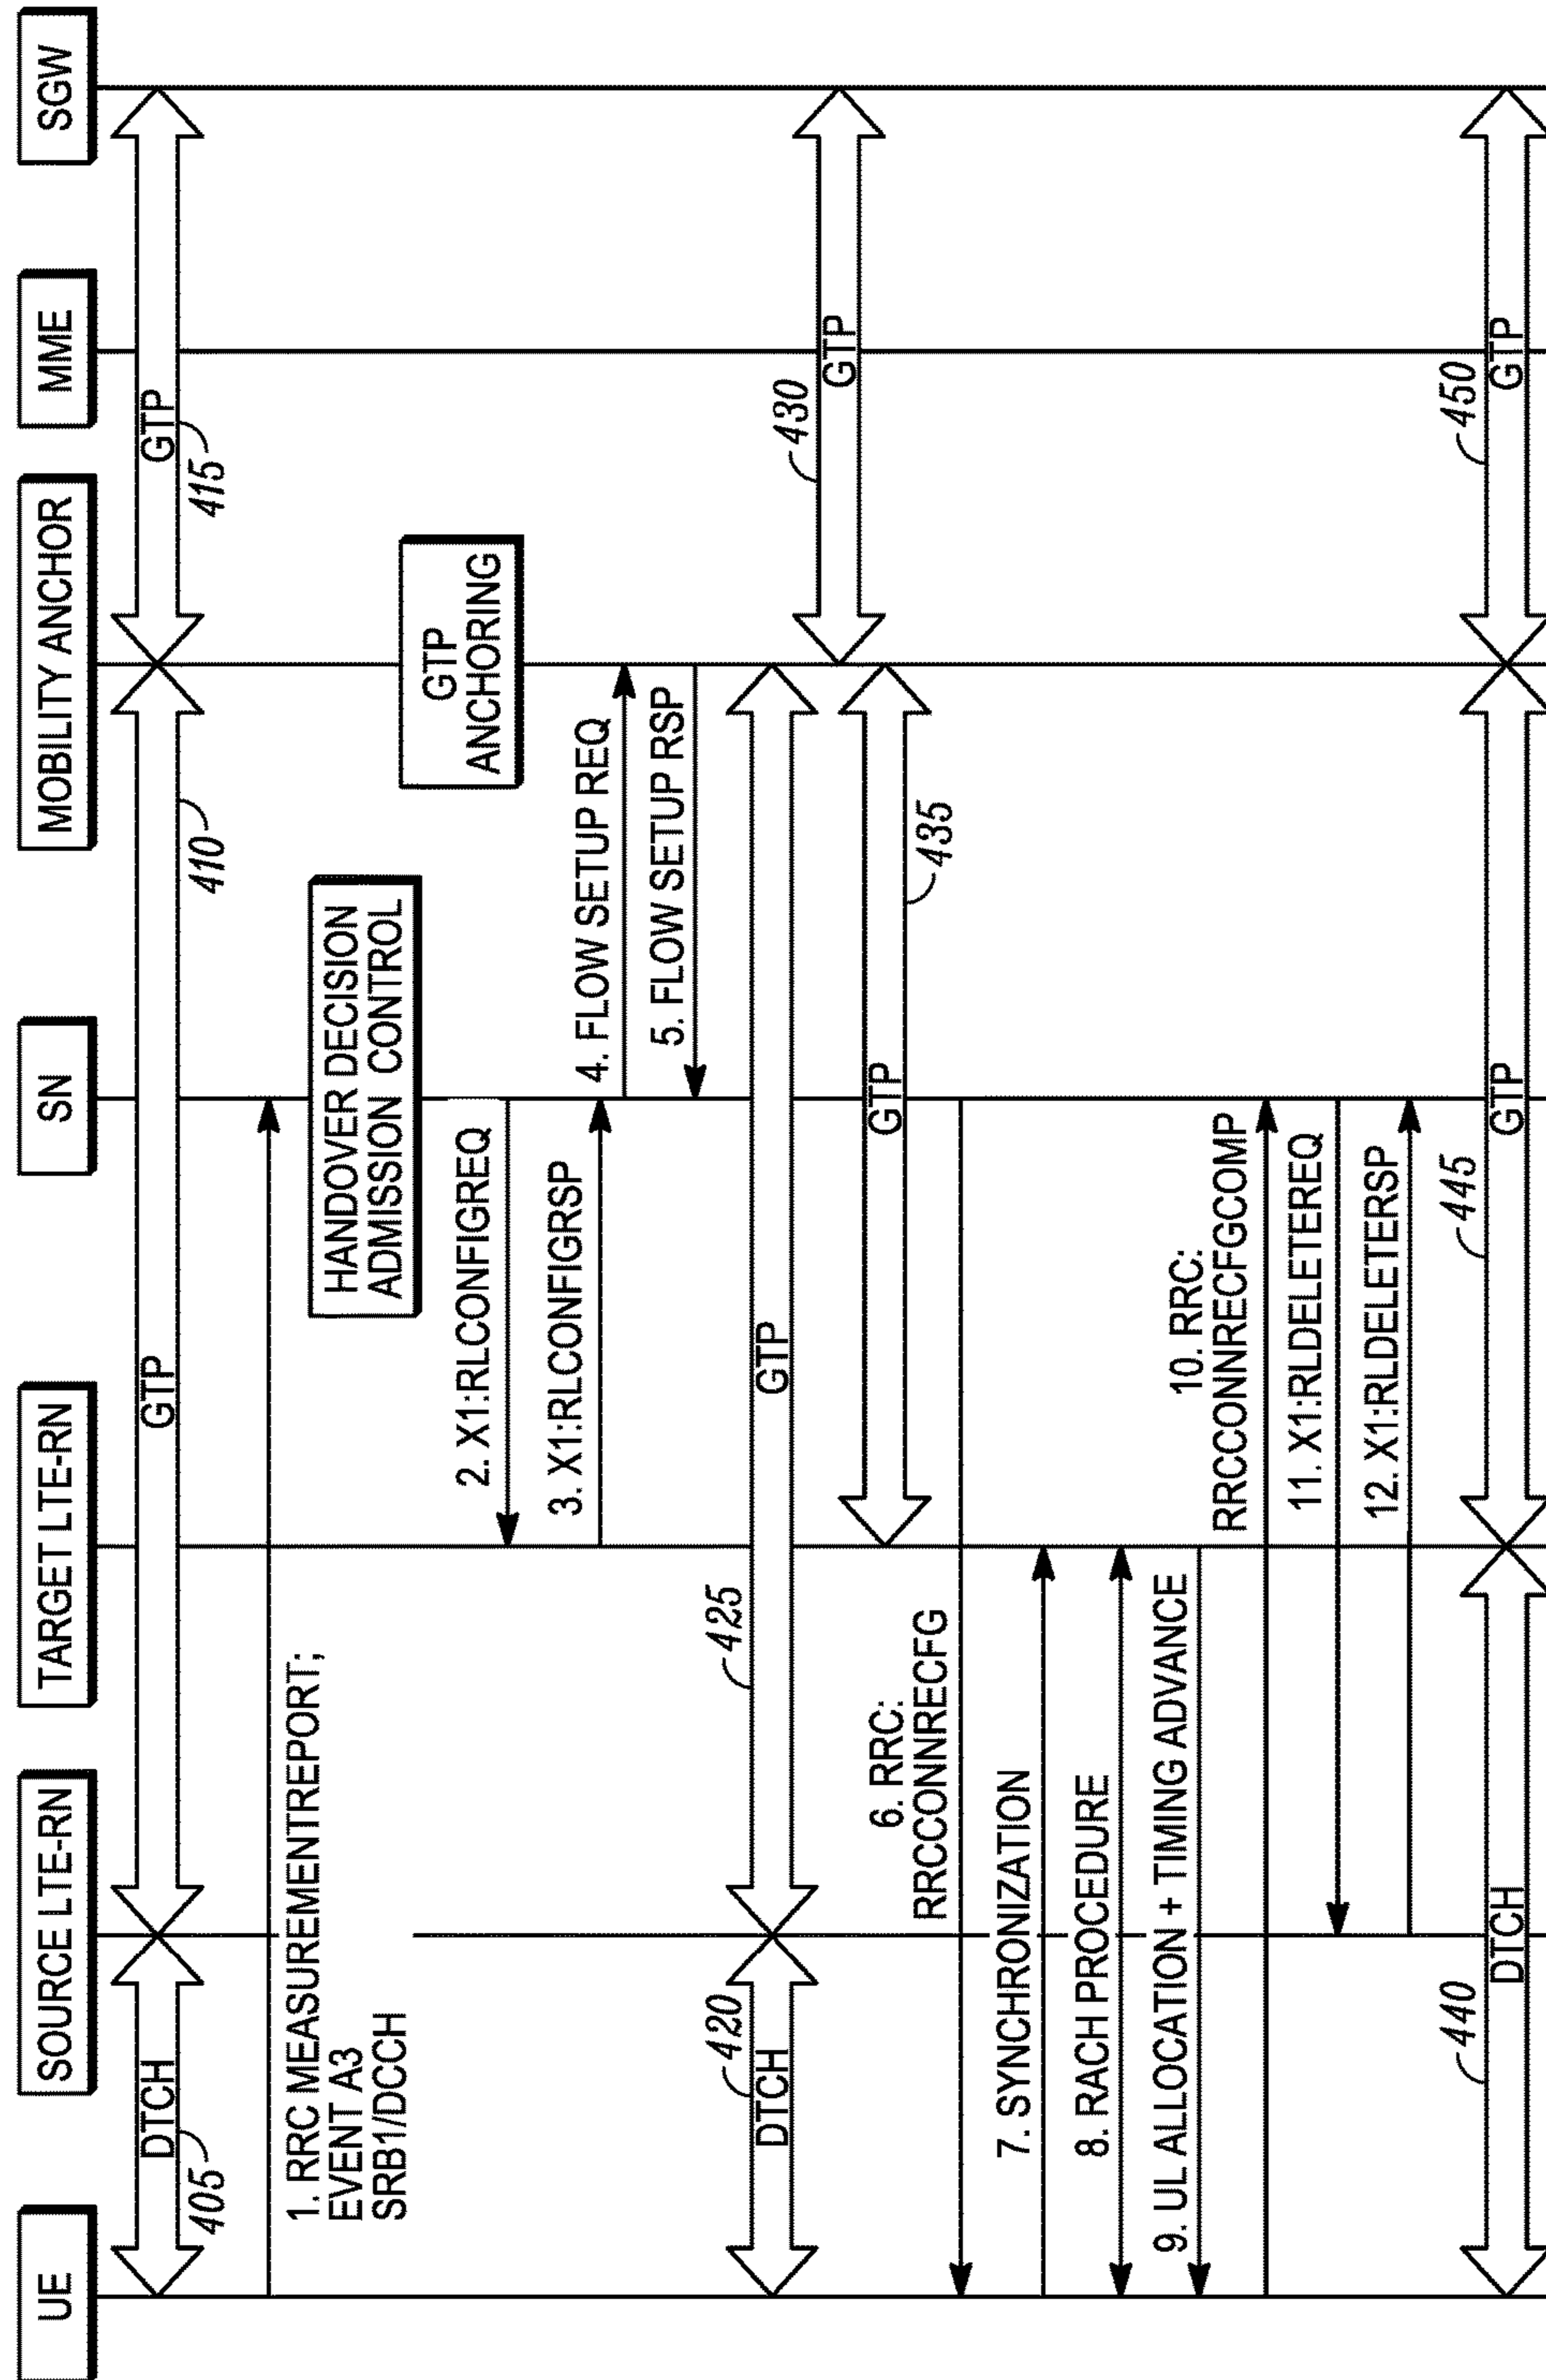 UE
SOURCE LTE-RN
TARGET LTE-RN
SN
MOBILITY ANCHOR
MME
SGW
DTCH
GTP
GTP
405
410
415
1. RRC MEASUREMENTREPORT;
EVENT A3
SRB1/DCCH
HANDOVER DECISION
ADMISSION CONTROL
GTP
ANCHORING
2. X1:RLCONFIGREQ
3. X1:RLCONFIGRSP
4. FLOW SETUP REQ
5. FLOW SETUP RSP
420
425
DTCH
GTP
430
GTP
GTP
435
6. RRC:
RRCCONNRECFG
7. SYNCHRONIZATION
8. RACH PROCEDURE
9. UL ALLOCATION + TIMING ADVANCE
10. RRC:
RRCCONNRECFGCOMP
11. X1:RLDELETEREQ
12. X1:RLDELETERSP
440
445
450
DTCH
GTP
GTP